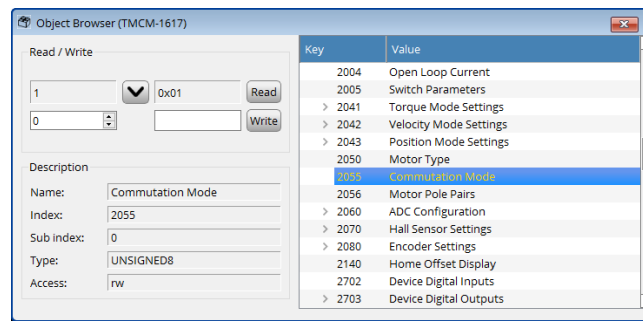 Object Browser (TMCM-1617)
Read / Write
1
0x01
Read
0
Write
Description
Name: Commutation Mode
Index: 2055
Sub index: 0
Type: UNSIGNED8
Access: rw
Key Value
2004 Open Loop Current
2005 Switch Parameters
2041 Torque Mode Settings
2042 Velocity Mode Settings
2043 Position Mode Settings
2050 Motor Type
2055 Commutation Mode
2056 Motor Pole Pairs
2060 ADC Configuration
2070 Hall Sensor Settings
2080 Encoder Settings
2140 Home Offset Display
2702 Device Digital Inputs
2703 Device Digital Outputs